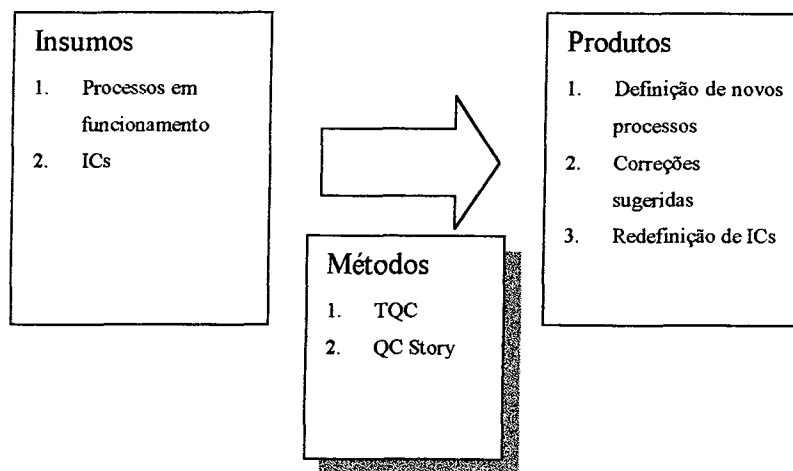 Insumos
1. Processos em
funcionamento
2. ICs
Métodos
1. TQC
2. QC Story
Produtos
1. Definição de novos
processos
2. Correções
sugeridas
3. Redefinição de ICs